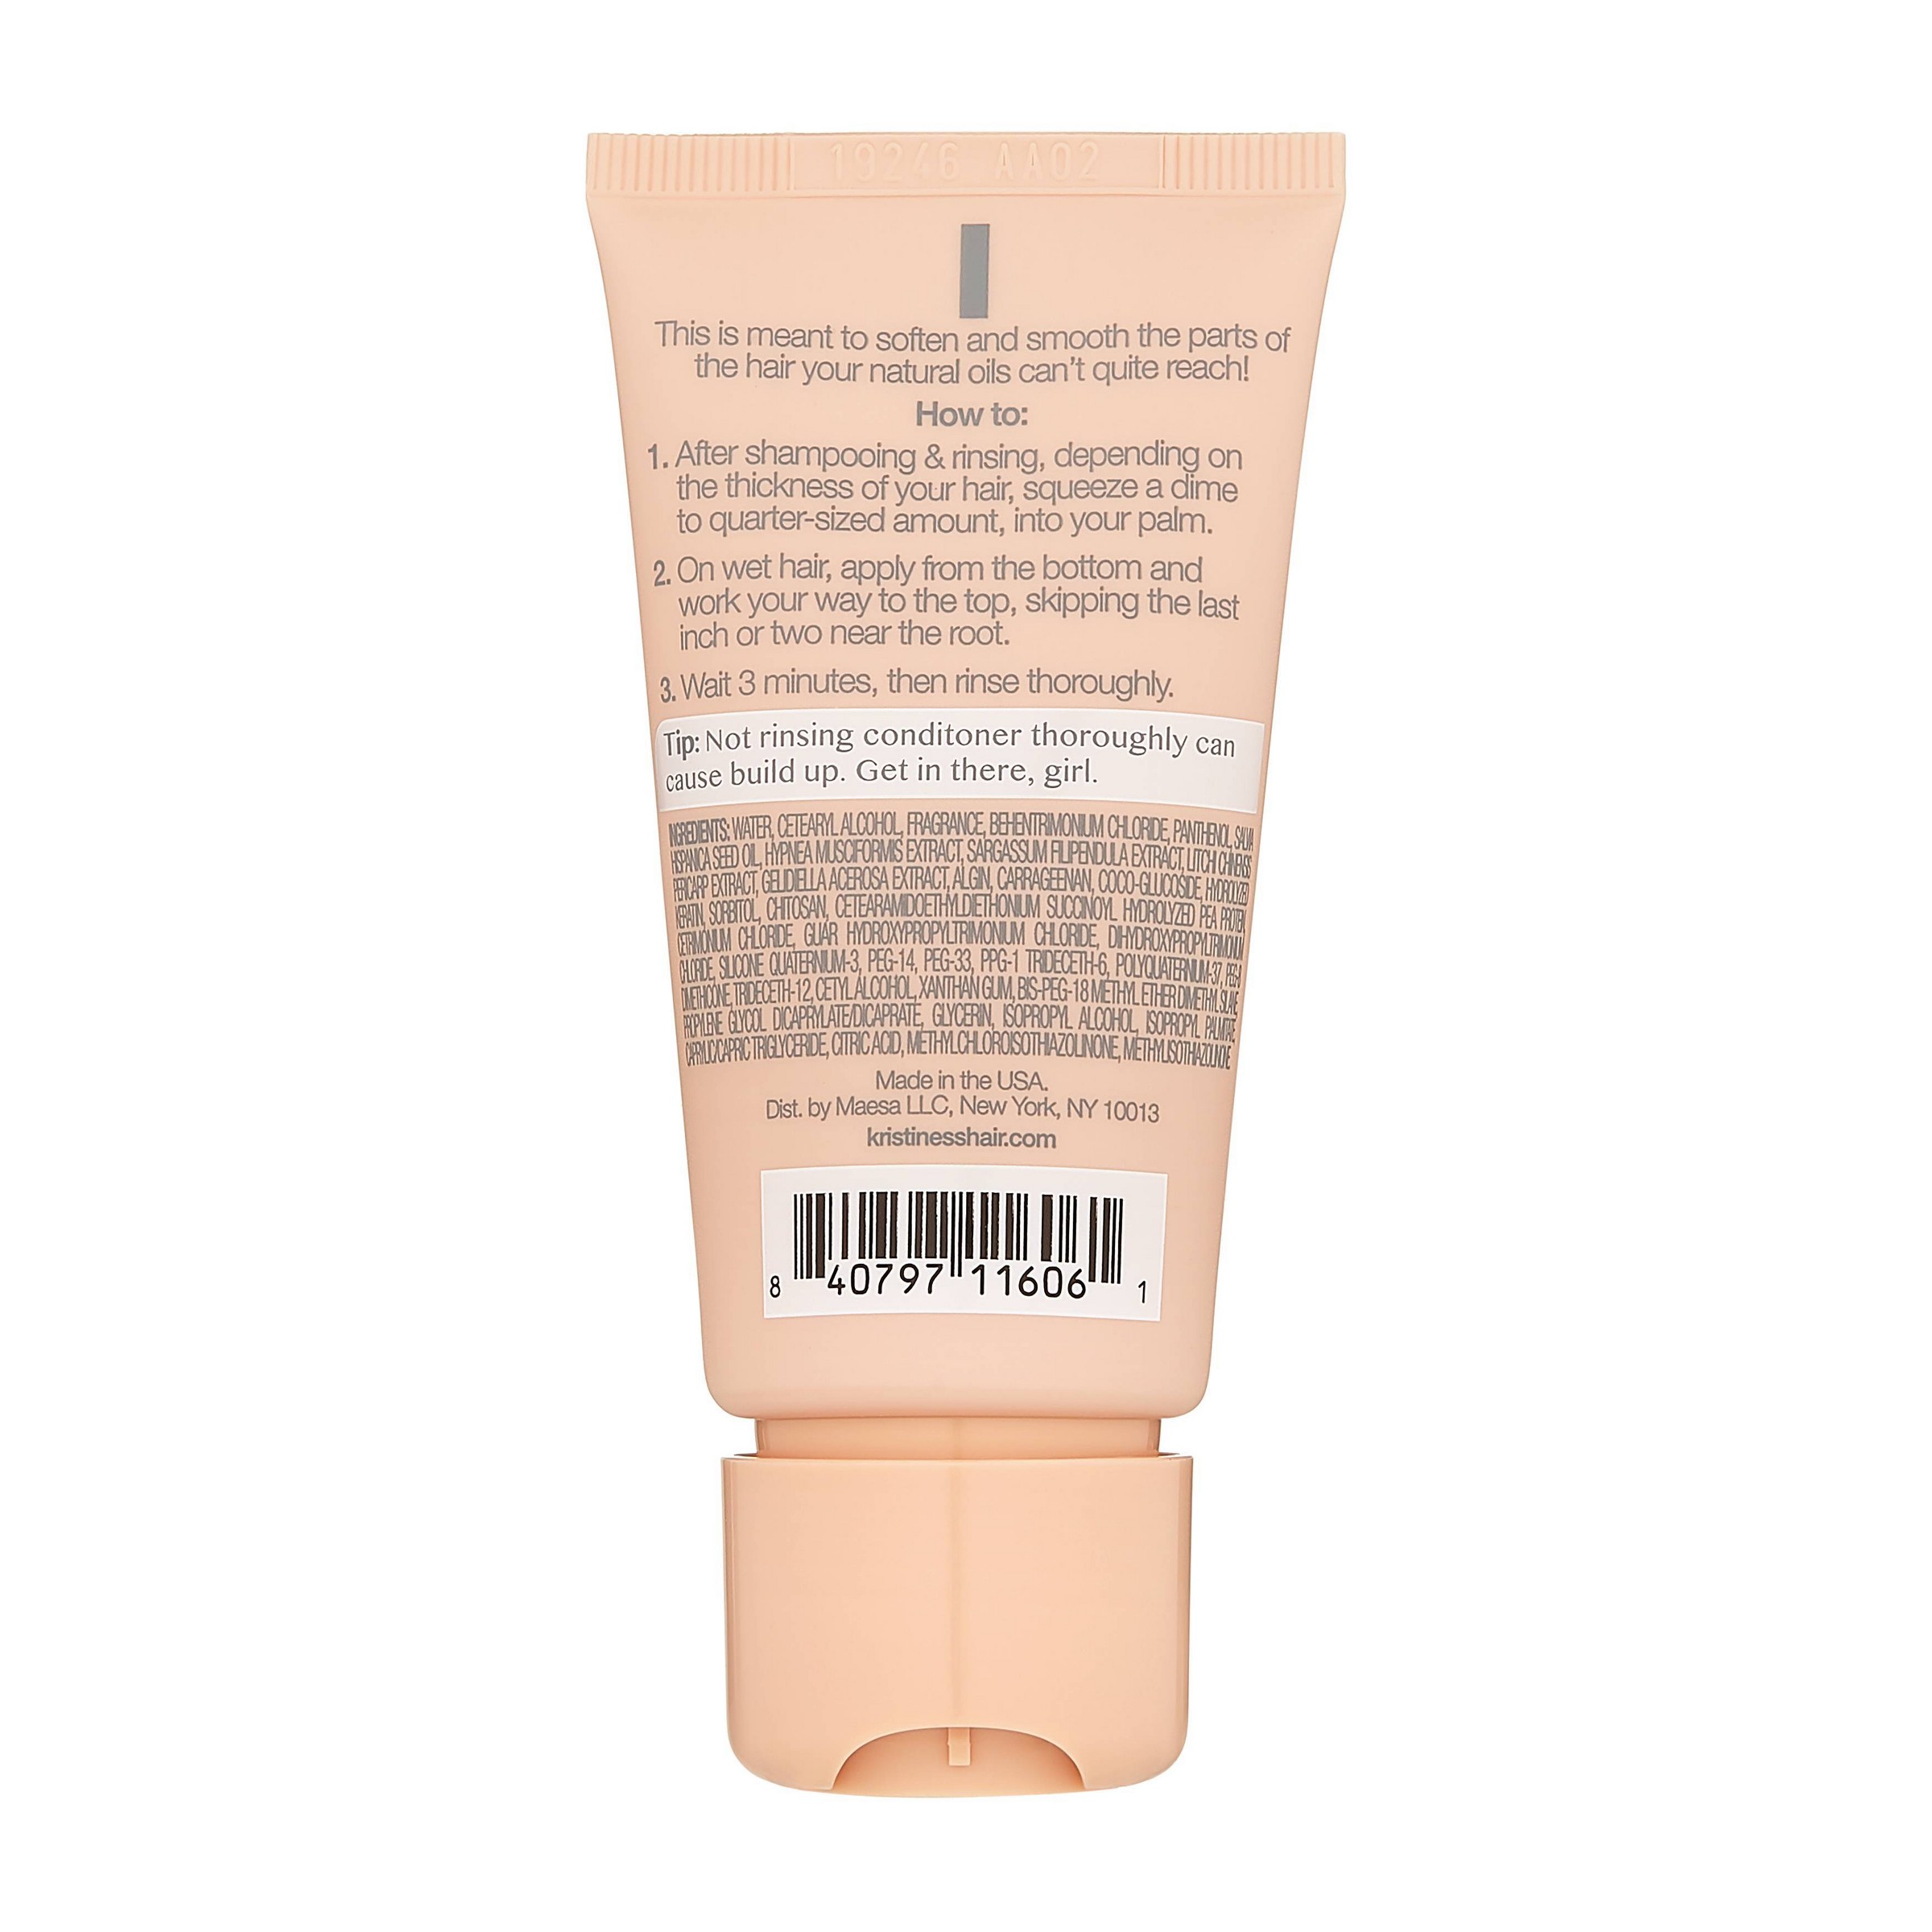 19246 AA02
This is meant to soften and smooth the parts of
the hair your natural oils can't quite reach!
How to:
1. After shampooing & rinsing, depending on
the thickness of your hair, squeeze a dime
to quarter-sized amount, into your palm.
2. On wet hair, apply from the bottom and
work your way to the top, skipping the last
inch or two near the root.
3. Wait 3 minutes, then rinse thoroughly.
Tip: Not rinsing conditoner thoroughly can
cause build up. Get in there, girl.
INGREDIENTS: WATER, CETEARYL ALCOHOL, FRAGRANCE, BEHENTRIMONIUM CHLORIDE, PANTHENOL, SALVIA
HISPANICA SEED OIL, HYPNEA MUSCIFORMIS EXTRACT, SARGASSUM FILIPENDULA EXTRACT, LITCHI CHINENSIS
PERICARP EXTRACT, GELIDIELLA ACEROSA EXTRACT, ALGIN, CARRAGEENAN, COCO-GLUCOSIDE, HYDROLYZED
KERATIN, SORBITOL, CHITOSAN, CETEARAMIDOETHYLDIETHONIUM SUCCINOYL HYDROLYZED PEA PROTEIN,
CETRIMONIUM CHLORIDE, GUAR HYDROXYPROPYLTRIMONIUM CHLORIDE, DIHYDROXYPROPYLTRIMONIUM
CHLORIDE, SILICONE QUATERNIUM-3, PEG-14, PEG-33, PPG-1 TRIDECETH-6, POLYQUATERNIUM-37, PEG-8
DIMETHICONE, TRIDECETH-12, CETYL ALCOHOL, XANTHAN GUM, BIS-PEG-18 METHYL ETHER DIMETHYL SILANE,
PROPYLENE GLYCOL DICAPRYLATE/DICAPRATE, GLYCERIN, ISOPROPYL ALCOHOL, ISOPROPYL PALMITATE,
CAPRYLIC/CAPRIC TRIGLYCERIDE, CITRIC ACID, METHYLCHLOROISOTHIAZOLINONE, METHYLISOTHIAZOLINONE
Made in the USA.
Dist. by Maesa LLC, New York, NY 10013
kristinesshair.com
8 40797 11606 1